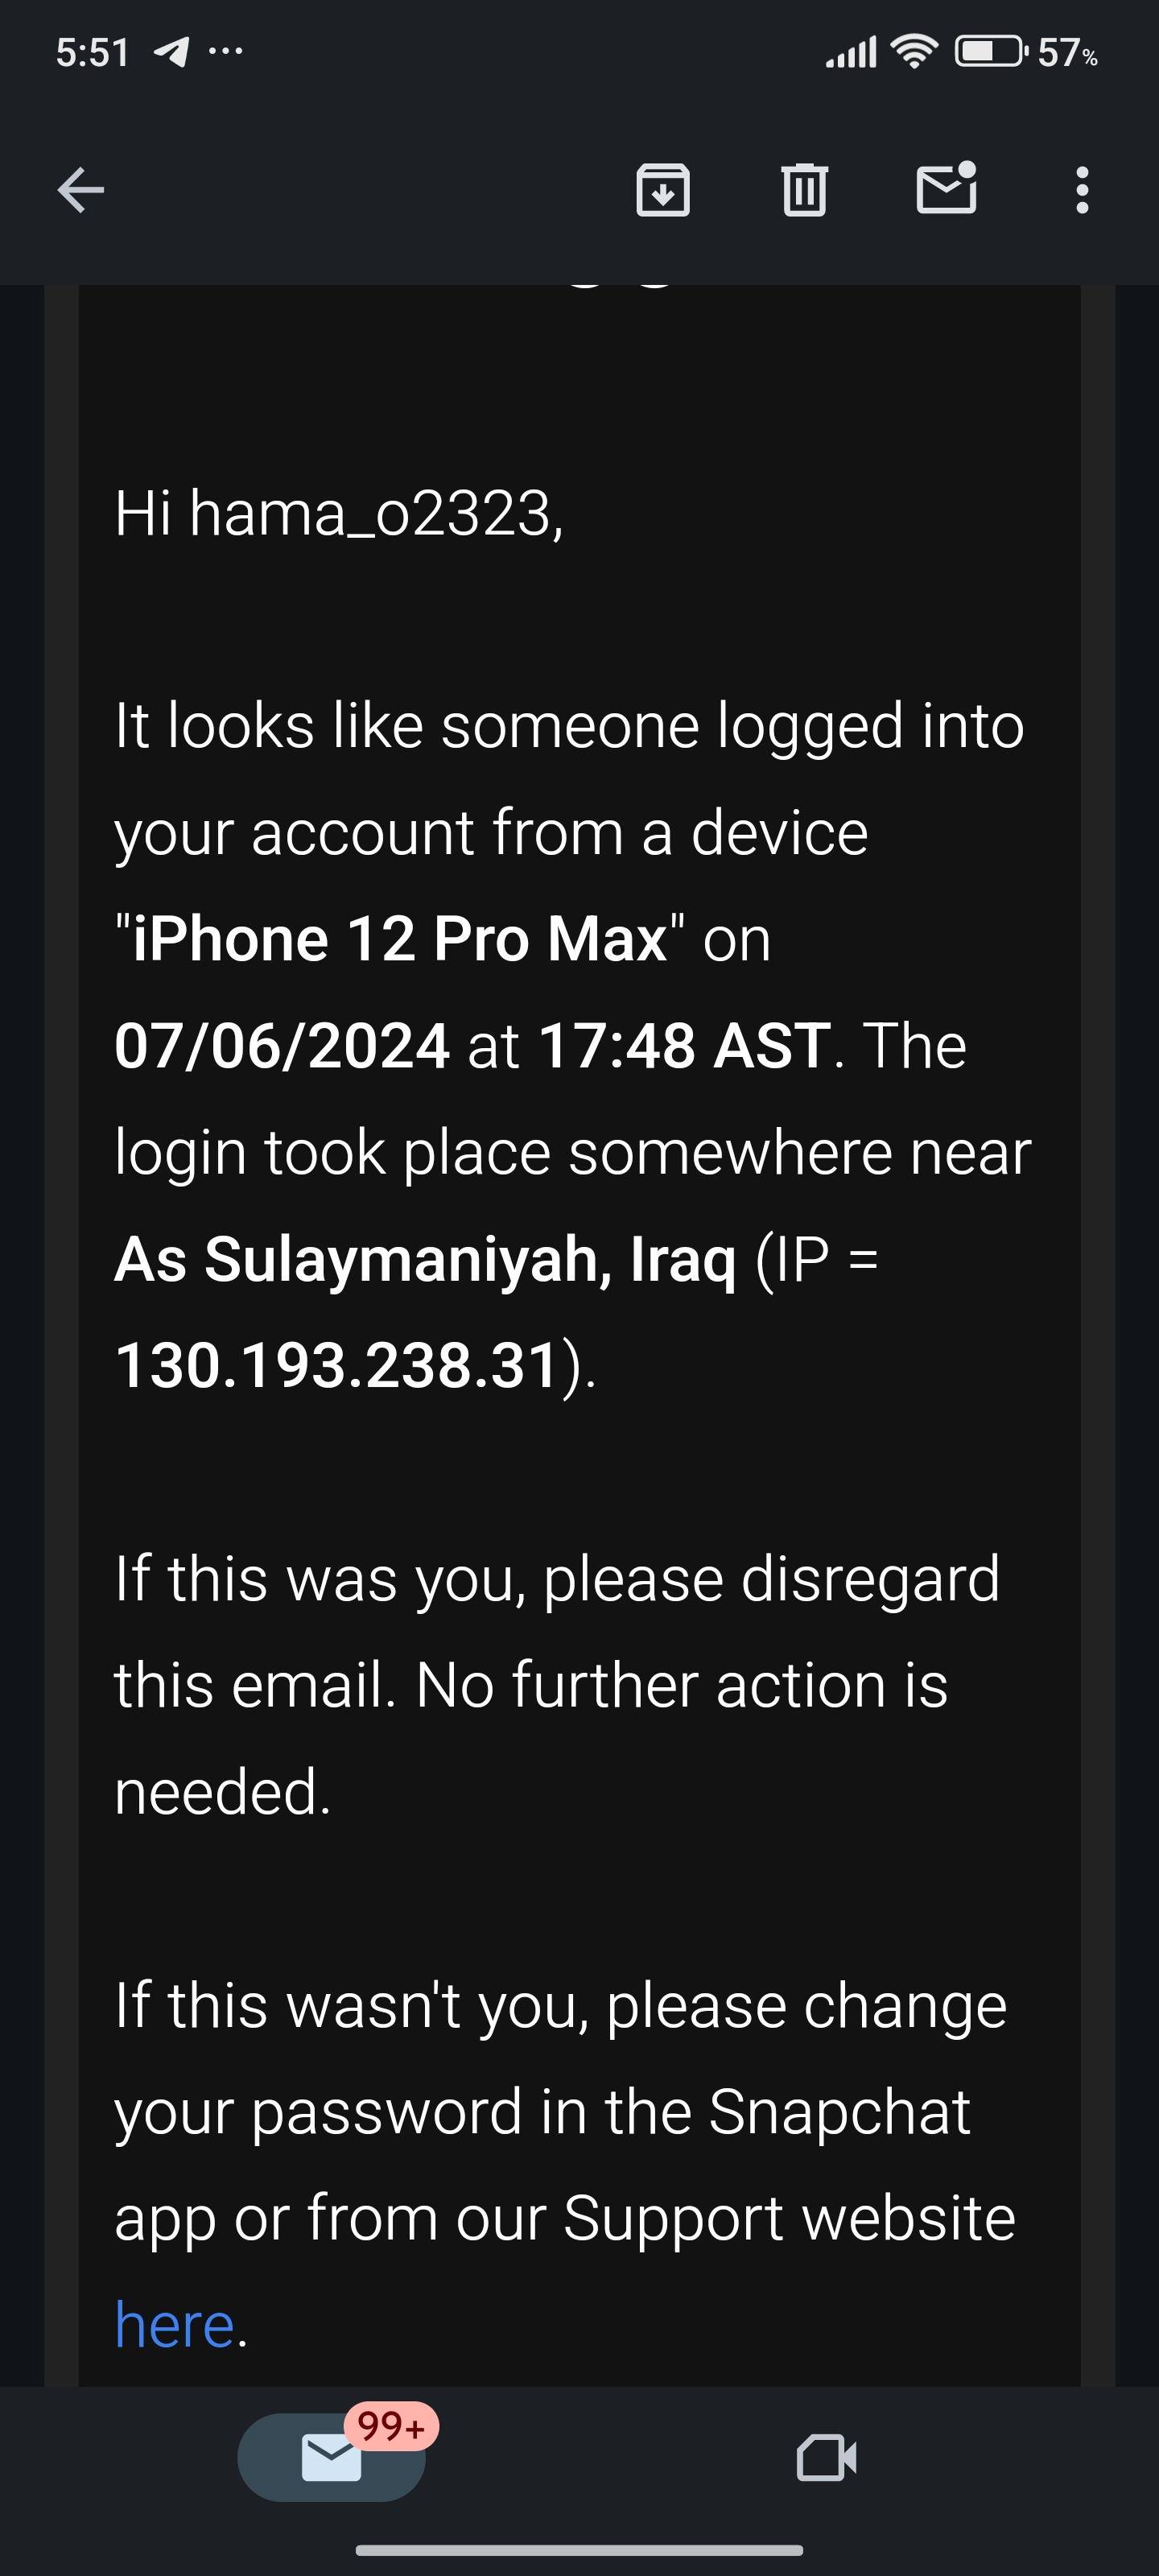 5:51
57%
Hi hama_o2323,
It looks like someone logged into
your account from a device
"iPhone 12 Pro Max" on
07/06/2024 at 17:48 AST. The
login took place somewhere near
As Sulaymaniyah, Iraq (IP =
130.193.238.31).
If this was you, please disregard
this email. No further action is
needed.
If this wasn't you, please change
your password in the Snapchat
app or from our Support website
here.
99+